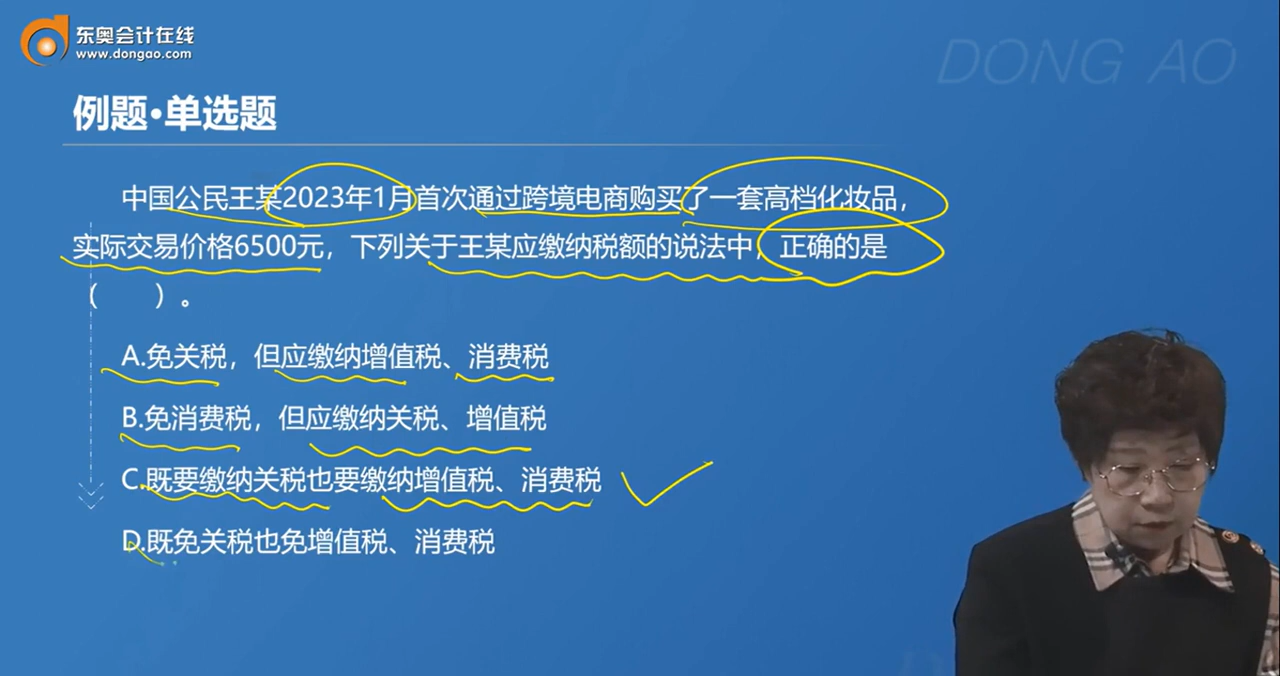 东奥会计在线
www.dongao.com
DONG AO
例题•单选题
中国公民王某2023年1月首次通过跨境电商购买了一套高档化妆品，
实际交易价格6500元，下列关于王某应缴纳税额的说法中，正确的是
（　　）。
A.免关税，但应缴纳增值税、消费税
B.免消费税，但应缴纳关税、增值税
C.既要缴纳关税也要缴纳增值税、消费税
D.既免关税也免增值税、消费税